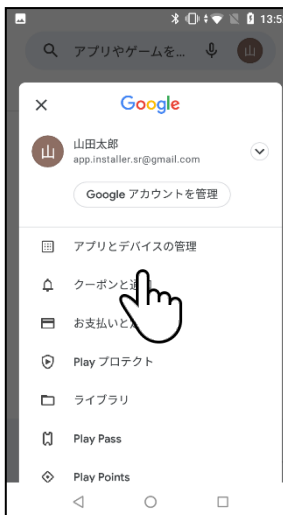 13:5
アプリやゲームを...
山
Google
山
山田太郎
app.installer.sr@gmail.com
Google アカウントを管理
アプリとデバイスの管理
クーポンと
お支払いと
Play プロテクト
ライブラリ
Play Pass
Play Points